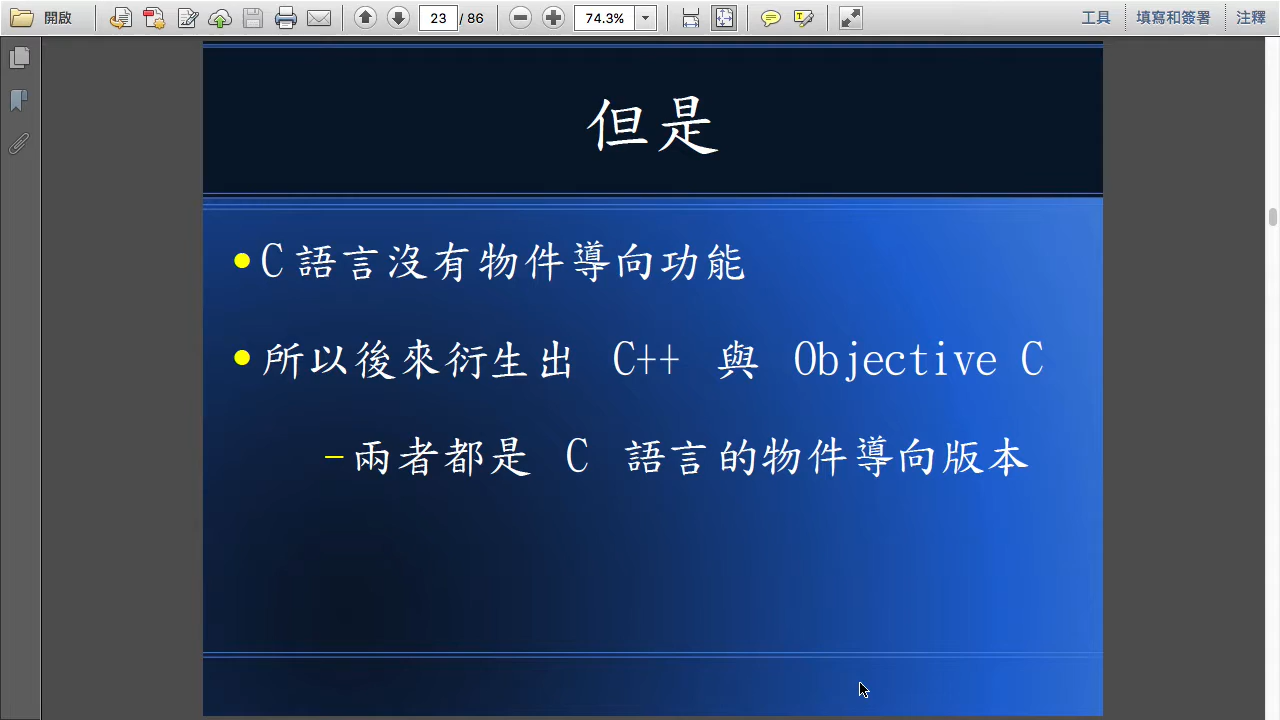 開啟
23 / 86
74.3%
工具
填寫和簽署
注釋
但是
C 語言沒有物件導向功能
所以後來衍生出 C++ 與 Objective C
–兩者都是 C 語言的物件導向版本